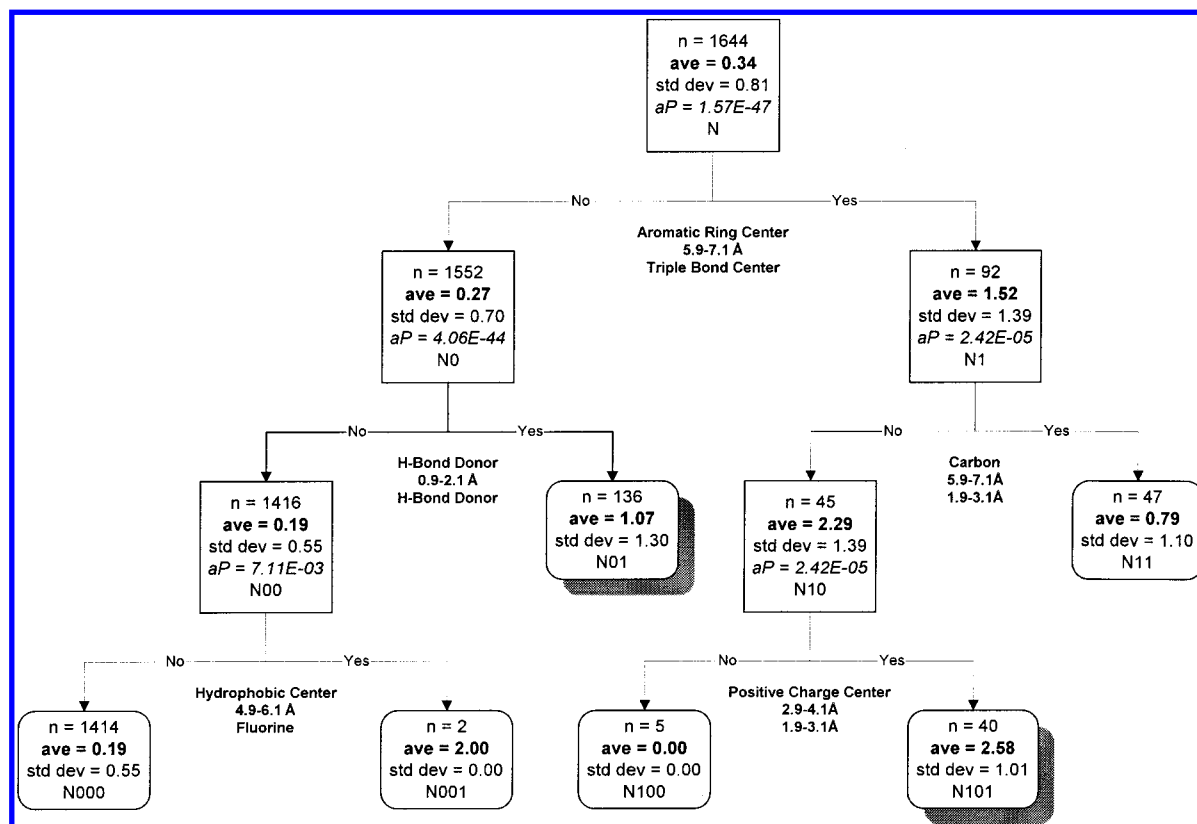 n = 1644
ave = 0.34
std dev = 0.81
aP = 1.57E-47
N
No
Yes
Aromatic Ring Center
5.9-7.1 Å
Triple Bond Center
n = 1552
ave = 0.27
std dev = 0.70
aP = 4.06E-44
N0
n = 92
ave = 1.52
std dev = 1.39
aP = 2.42E-05
N1
No
Yes
H-Bond Donor
0.9-2.1 Å
H-Bond Donor
No
Yes
Carbon
5.9-7.1Å
1.9-3.1Å
n = 1416
ave = 0.19
std dev = 0.55
aP = 7.11E-03
N00
n = 136
ave = 1.07
std dev = 1.30
N01
n = 45
ave = 2.29
std dev = 1.39
aP = 2.42E-05
N10
n = 47
ave = 0.79
std dev = 1.10
N11
No
Yes
Hydrophobic Center
4.9-6.1 Å
Fluorine
No
Yes
Positive Charge Center
2.9-4.1Å
1.9-3.1Å
n = 1414
ave = 0.19
std dev = 0.55
N000
n = 2
ave = 2.00
std dev = 0.00
N001
n = 5
ave = 0.00
std dev = 0.00
N100
n = 40
ave = 2.58
std dev = 1.01
N101